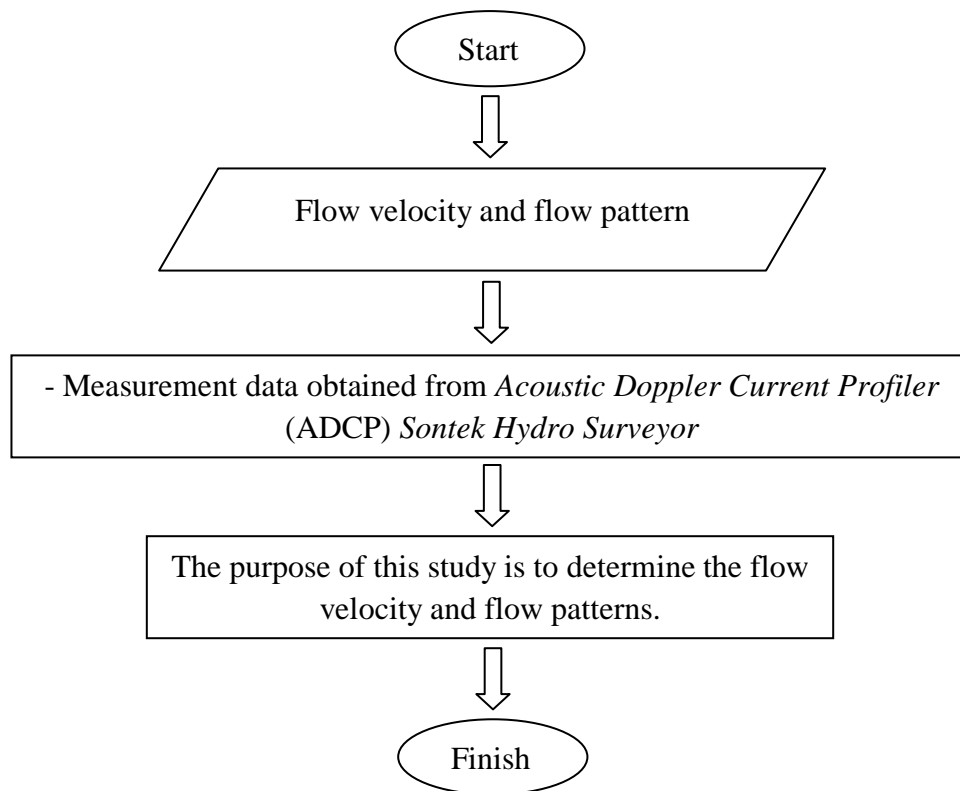 Start
Flow velocity and flow pattern
- Measurement data obtained from Acoustic Doppler Current Profiler
(ADCP) Sontek Hydro Surveyor
The purpose of this study is to determine the flow
velocity and flow patterns.
Finish